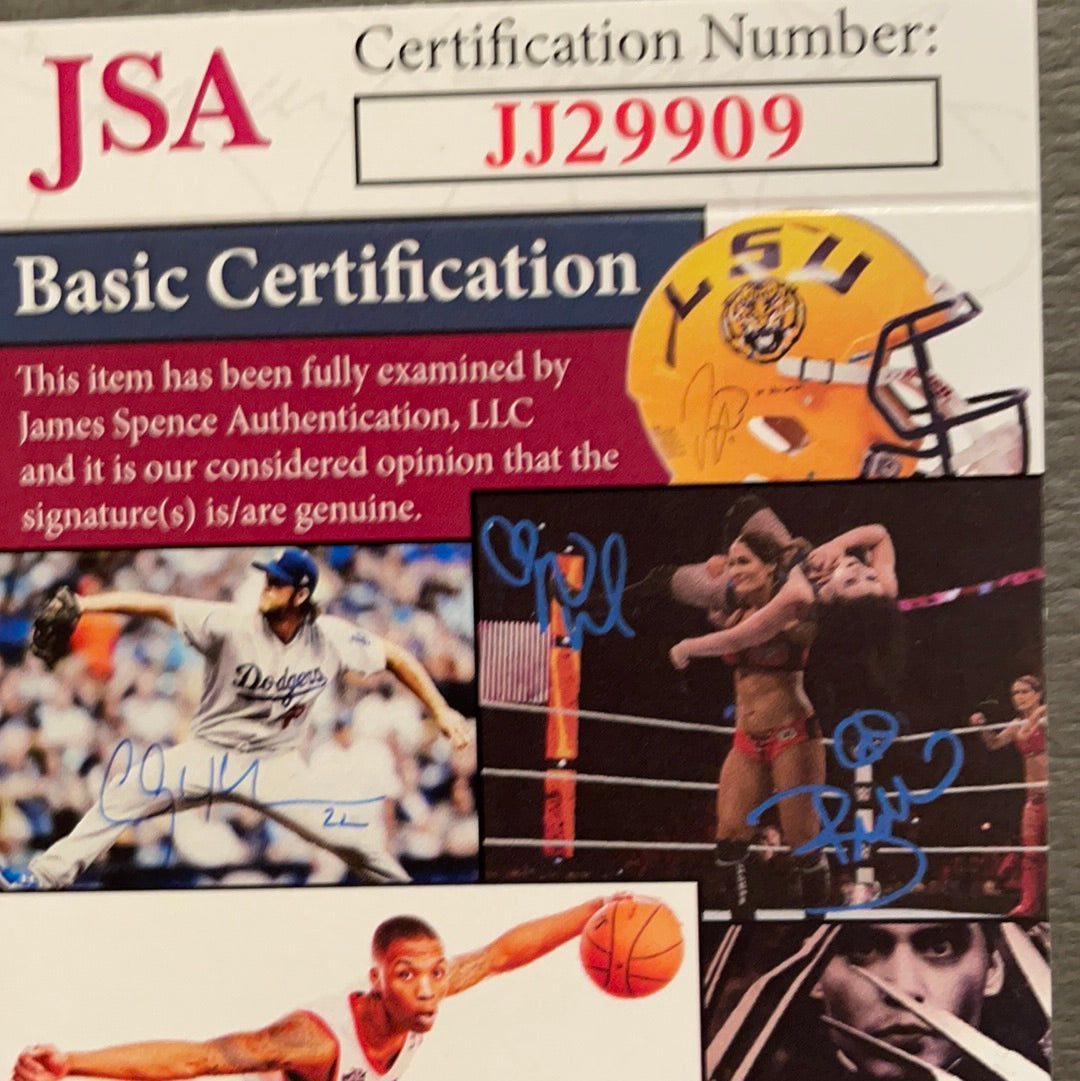 JSA
Certification Number:
JJ29909
Basic Certification
This item has been fully examined by
James Spence Authentication, LLC
and it is our considered opinion that the
signature(s) is/are genuine.
LSU
Dodgers
22